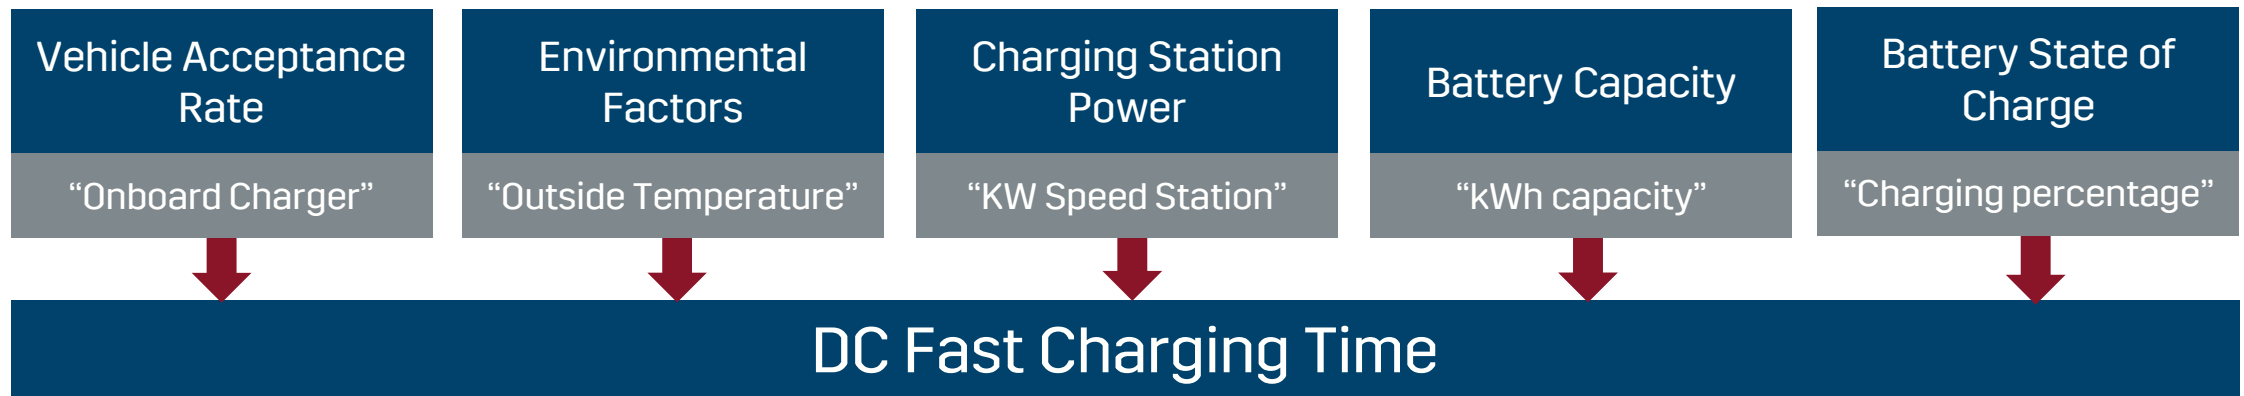 Vehicle Acceptance
Rate
“Onboard Charger”
Environmental
Factors
“Outside Temperature”
Charging Station
Power
“KW Speed Station”
Battery Capacity
“kWh capacity”
Battery State of
Charge
“Charging percentage”
DC Fast Charging Time